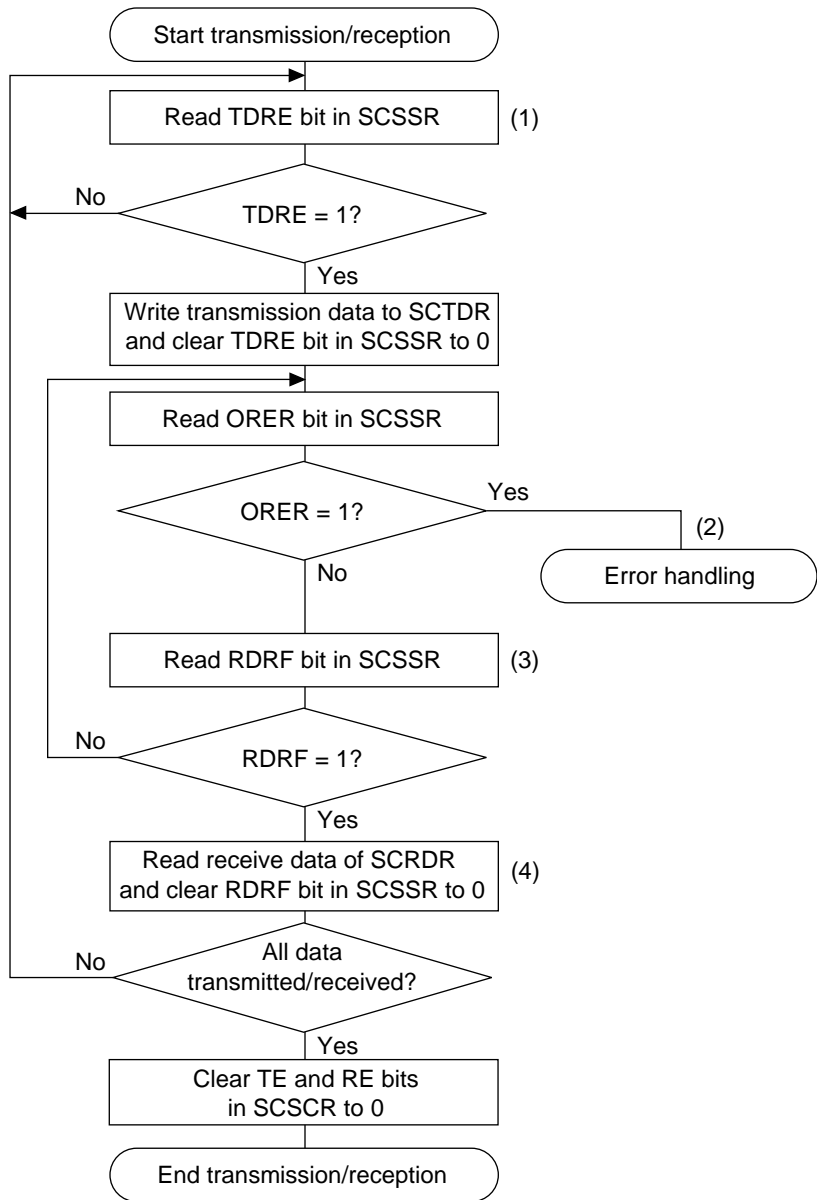 Start transmission/reception
Read TDRE bit in SCSSR
(1)
No
TDRE = 1?
Yes
Write transmission data to SCTDR
and clear TDRE bit in SCSSR to 0
Read ORER bit in SCSSR
Yes
ORER = 1?
(2)
No
Error handling
Read RDRF bit in SCSSR
(3)
No
RDRF = 1?
Yes
Read receive data of SCRDR
and clear RDRF bit in SCSSR to 0
(4)
All data
No
transmitted/received?
Yes
Clear TE and RE bits
in SCSCR to 0
End transmission/reception